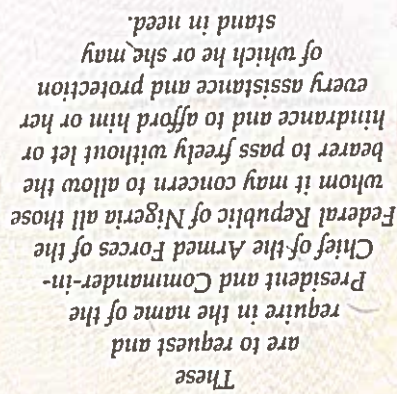 These
are to request and
require in the name of the
President and Commander-in-
Chief of the Armed Forces of the
Federal Republic of Nigeria all those
whom it may concern to allow the
bearer to pass freely without let or
hindrance and to afford him or her
every assistance and protection
of which he or she may
stand in need.